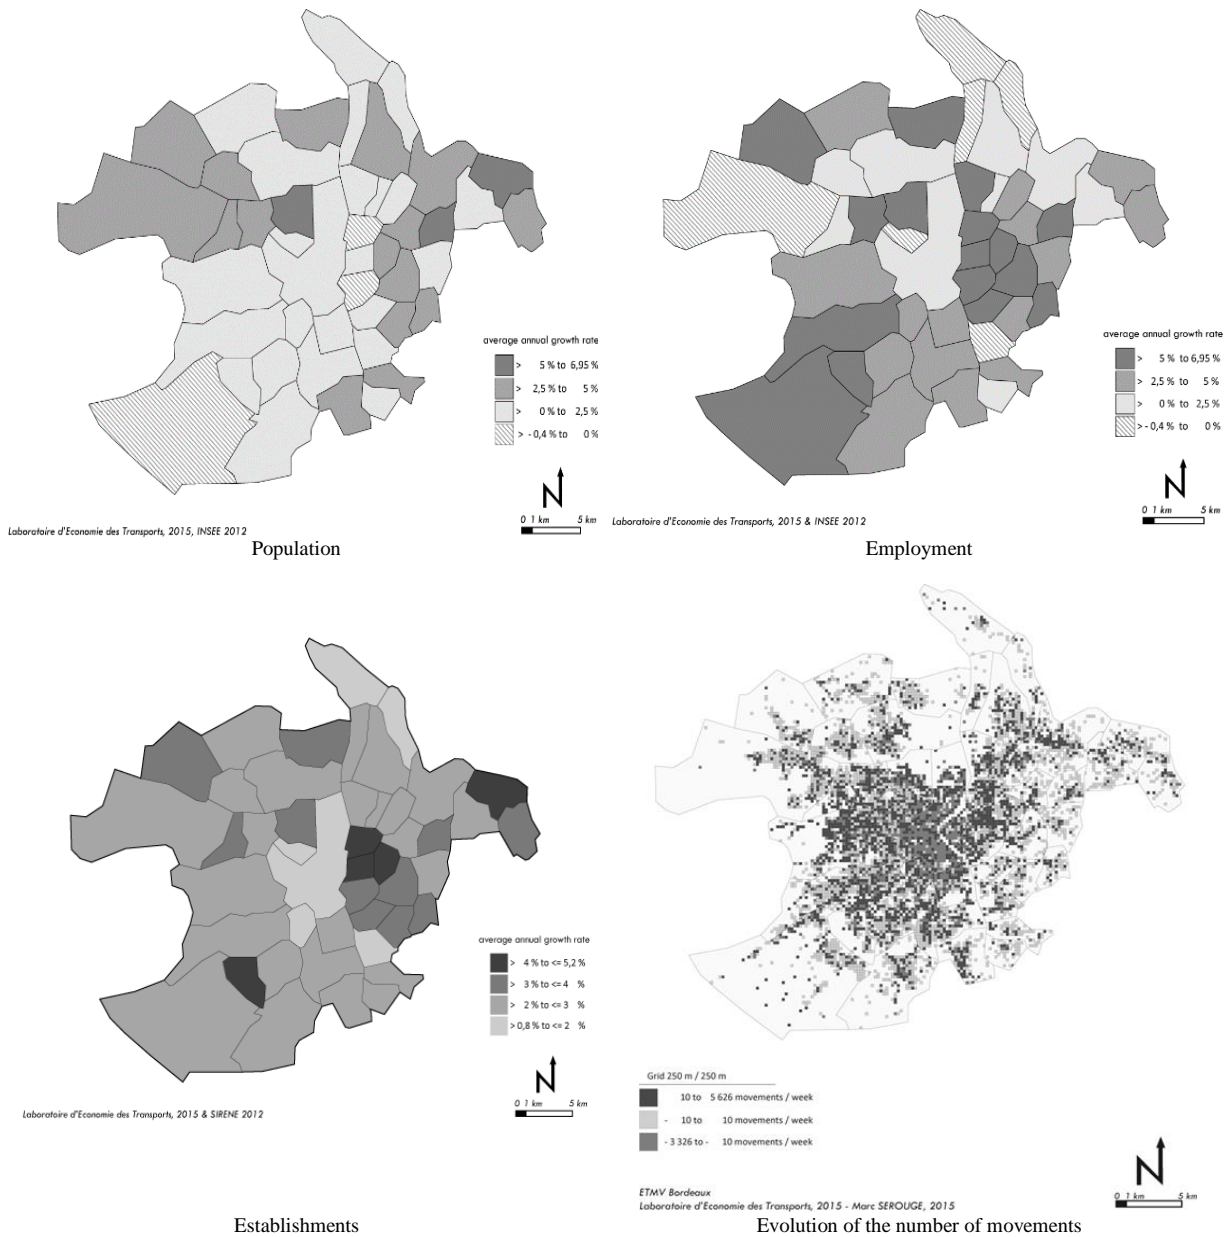 average annual growth rate
> 5 % to 6,95 %
> 2,5 % to 5 %
> 0 % to 2,5 %
> - 0,4 % to 0 %
N
0 1 km 5 km
Laboratoire d'Economie des Transports, 2015, INSEE 2012
Population
average annual growth rate
> 5 % to 6,95 %
> 2,5 % to 5 %
> 0 % to 2,5 %
> - 0,4 % to 0 %
N
0 1 km 5 km
Laboratoire d'Economie des Transports, 2015 & INSEE 2012
Employment
average annual growth rate
> 4 % to <= 5,2 %
> 3 % to <= 4 %
> 2 % to <= 3 %
> 0,8 % to <= 2 %
N
0 1 km 5 km
Laboratoire d'Economie des Transports, 2015 & SIRENE 2012
Establishments
Grid 250 m / 250 m
10 to 5 626 movements / week
- 10 to 10 movements / week
- 3 326 to - 10 movements / week
N
0 1 km 5 km
ETMV Bordeaux
Laboratoire d'Economie des Transports, 2015 - Marc SEROUGE, 2015
Evolution of the number of movements